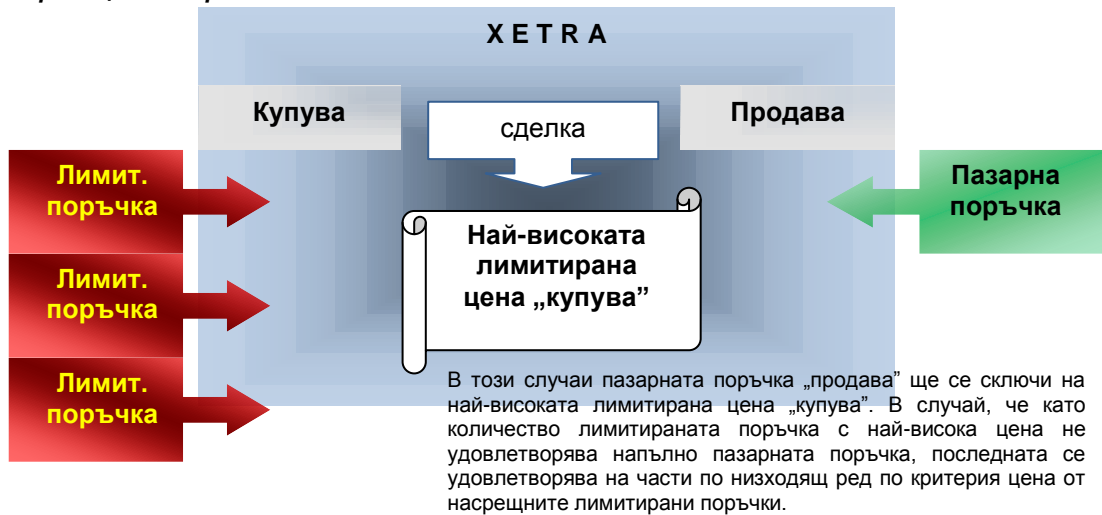 X E T R A
Купува
сделка
Продава
Лимит.
поръчка
Пазарна
поръчка
Най-високата
лимитирана
цена „купува”
Лимит.
поръчка
Лимит.
поръчка
В този случаи пазарната поръчка „продава” ще се сключи на
най-високата лимитирана цена „купува”. В случай, че като
количество лимитираната поръчка с най-висока цена не
удовлетворява напълно пазарната поръчка, последната се
удовлетворява на части по низходящ ред по критерия цена от
насрещните лимитирани поръчки.